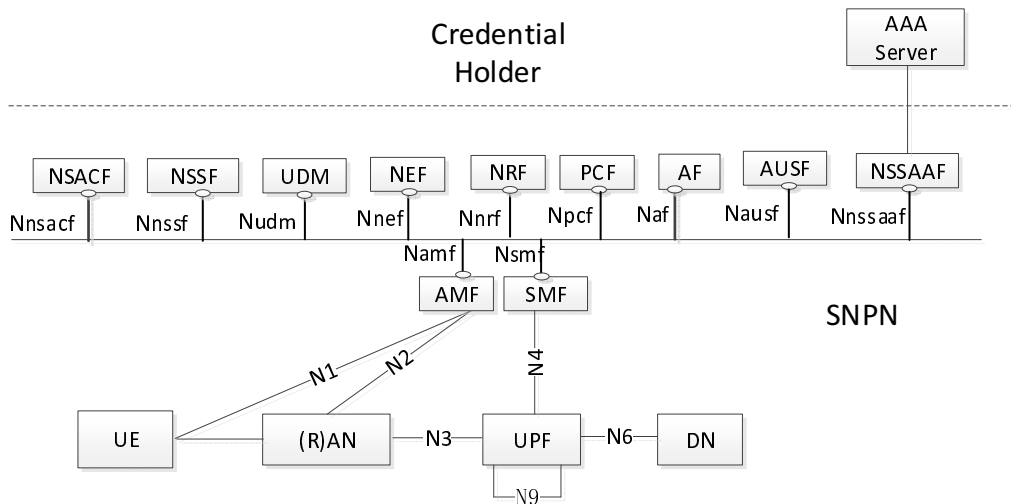 Credential
Holder
AAA
Server
NSACF
NSSF
UDM
NEF
NRF
PCF
AF
AUSF
NSSAAF
Nnsacf
Nnssf
Nudm
Nnef
Nnrf
Npcf
Naf
Nausf
Nnssaaf
Namf
Nsmf
AMF
SMF
SNPN
N1
N2
N4
UE
(R)AN
N3
UPF
N6
DN
N9